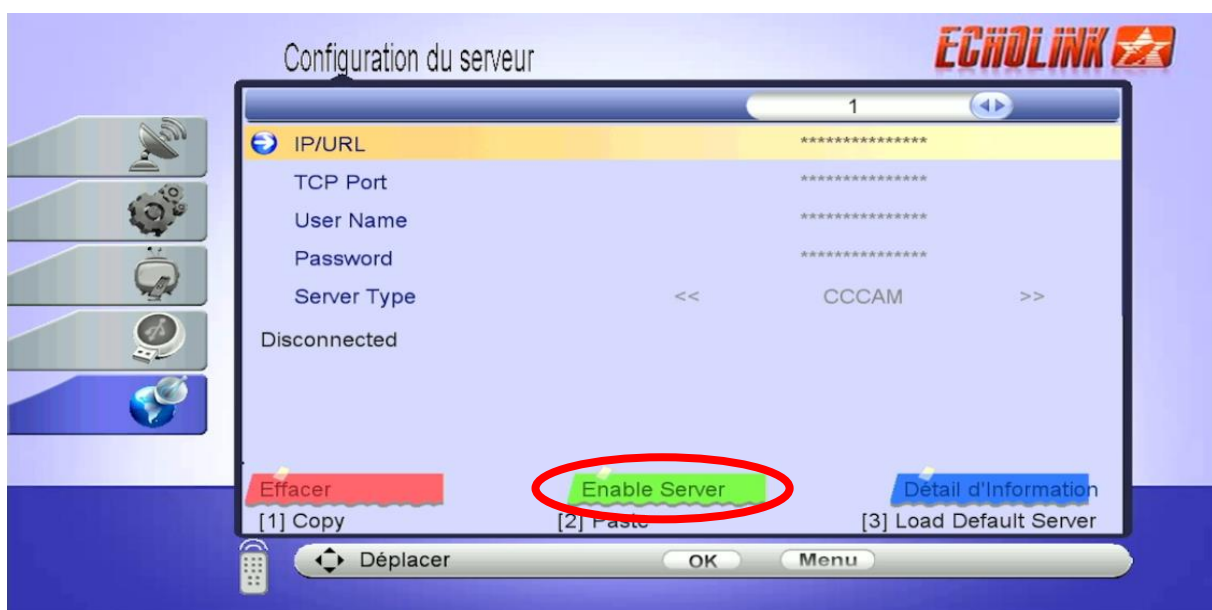 Configuration du serveur
ECHOLINK
1
IP/URL ***************
TCP Port ***************
User Name ***************
Password ***************
Server Type << CCCAM >>
Disconnected
Effacer Enable Server Détail d'Information
[1] Copy [2] Paste [3] Load Default Server
Déplacer OK Menu